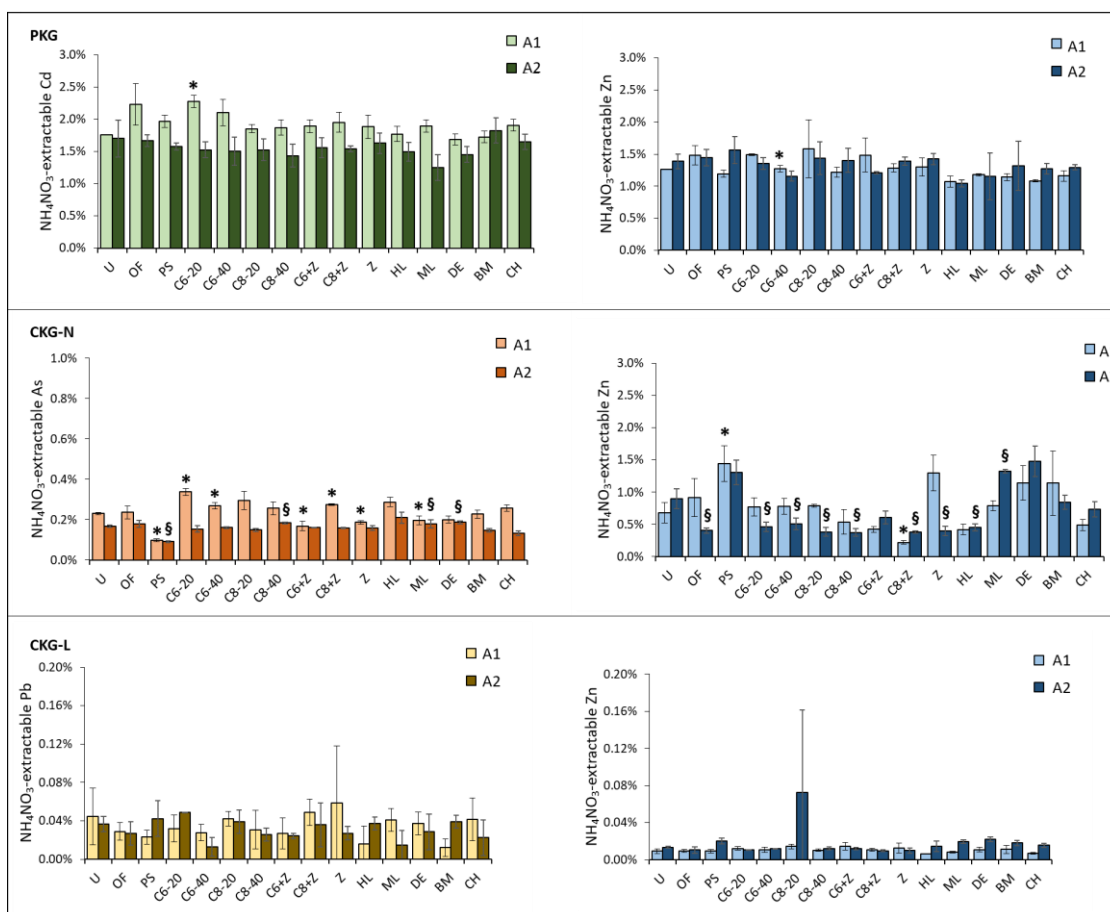 PKG
A1
A2
NH₄NO₃-extractable Cd
3.0%
2.5%
2.0%
1.5%
1.0%
0.5%
0.0%
*
U OF PS C6-20 C6-40 C8-20 C8-40 C6+Z C8+Z Z HL ML DE BM CH
A1
A2
NH₄NO₃-extractable Zn
3.0%
2.5%
2.0%
1.5%
1.0%
0.5%
0.0%
*
U OF PS C6-20 C6-40 C8-20 C8-40 C6+Z C8+Z Z HL ML DE BM CH
CKG-N
A1
A2
NH₄NO₃-extractable As
1.0%
0.8%
0.6%
0.4%
0.2%
0.0%
* § * * § * * * * § §
U OF PS C6-20 C6-40 C8-20 C8-40 C6+Z C8+Z Z HL ML DE BM CH
A
A
NH₄NO₃-extractable Zn
3.0%
2.5%
2.0%
1.5%
1.0%
0.5%
0.0%
§ * § § § § * § § § §
U OF PS C6-20 C6-40 C8-20 C8-40 C6+Z C8+Z Z HL ML DE BM CH
CKG-L
A1
A2
NH₄NO₃-extractable Pb
0.20%
0.16%
0.12%
0.08%
0.04%
0.00%
U OF PS C6-20 C6-40 C8-20 C8-40 C6+Z C8+Z Z HL ML DE BM CH
A1
A2
NH₄NO₃-extractable Zn
0.20%
0.16%
0.12%
0.08%
0.04%
0.00%
U OF PS C6-20 C6-40 C8-20 C8-40 C6+Z C8+Z Z HL ML DE BM CH